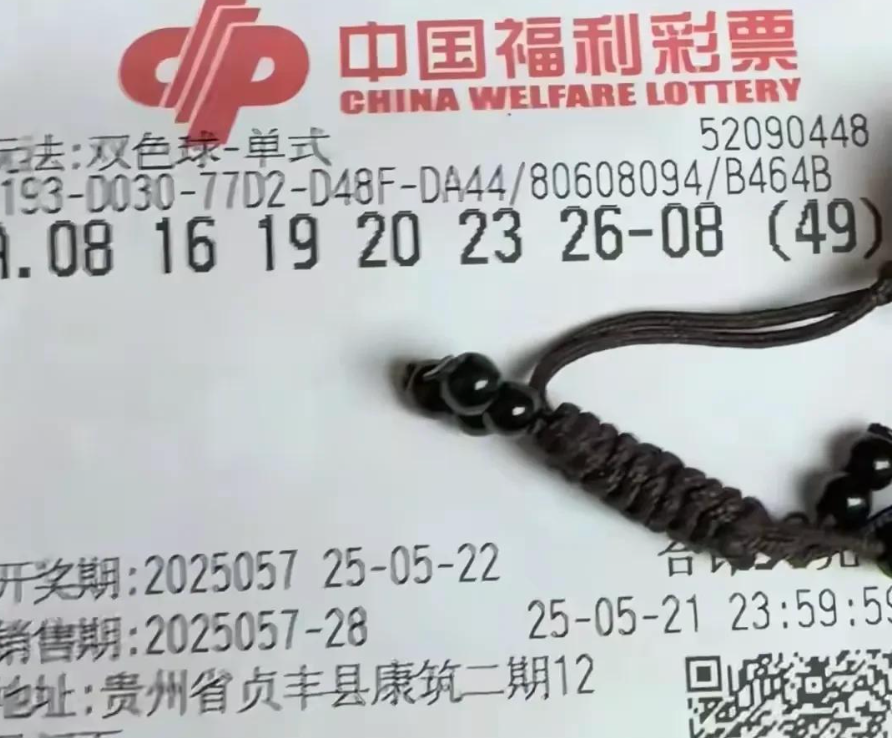 中国福利彩票
CHINA WELFARE LOTTERY
玩法:双色球-单式
52090448
193-D030-77D2-D48F-DA44/80608094/B464B
A.08 16 19 20 23 26-08 (49)
开奖期:2025057 25-05-22
合计
销售期:2025057-28
25-05-21 23:59:59
地址:贵州省贞丰县康筑二期12